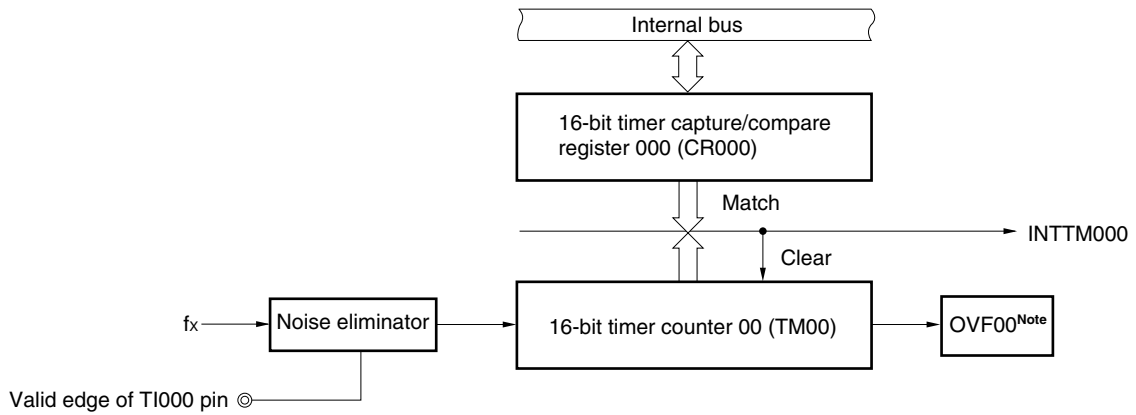 Internal bus
16-bit timer capture/compare
register 000 (CR000)
Match
INTTM000
Clear
fx
Noise eliminator
16-bit timer counter 00 (TM00)
OVF00Note
Valid edge of TI000 pin